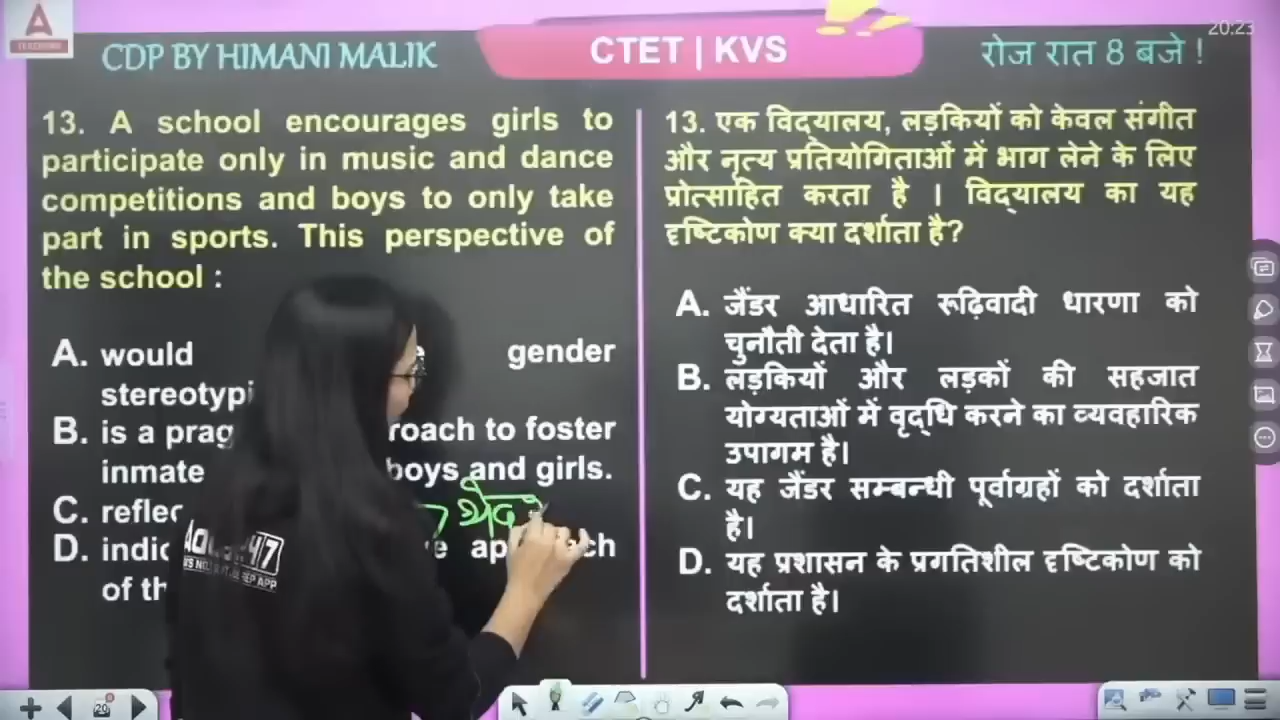 A
TEACHING
CDP BY HIMANI MALIK
CTET | KVS
20:23
रोज रात 8 बजे !
13. A school encourages girls to
participate only in music and dance
competitions and boys to only take
part in sports. This perspective of
the school :
A. would gender
stereotypi
B. is a prag roach to foster
inmate boys and girls.
C. reflec
D. indic e ap ch
of th
13. एक विद्यालय, लड़कियों को केवल संगीत
और नृत्य प्रतियोगिताओं में भाग लेने के लिए
प्रोत्साहित करता है । विद्यालय का यह
दृष्टिकोण क्या दर्शाता है?
A. जैंडर आधारित रूढ़िवादी धारणा को
चुनौती देता है।
B. लड़कियों और लड़कों की सहजात
योग्यताओं में वृद्धि करने का व्यवहारिक
उपागम है।
C. यह जैंडर सम्बन्धी पूर्वाग्रहों को दर्शाता
है।
D. यह प्रशासन के प्रगतिशील दृष्टिकोण को
दर्शाता है।
20